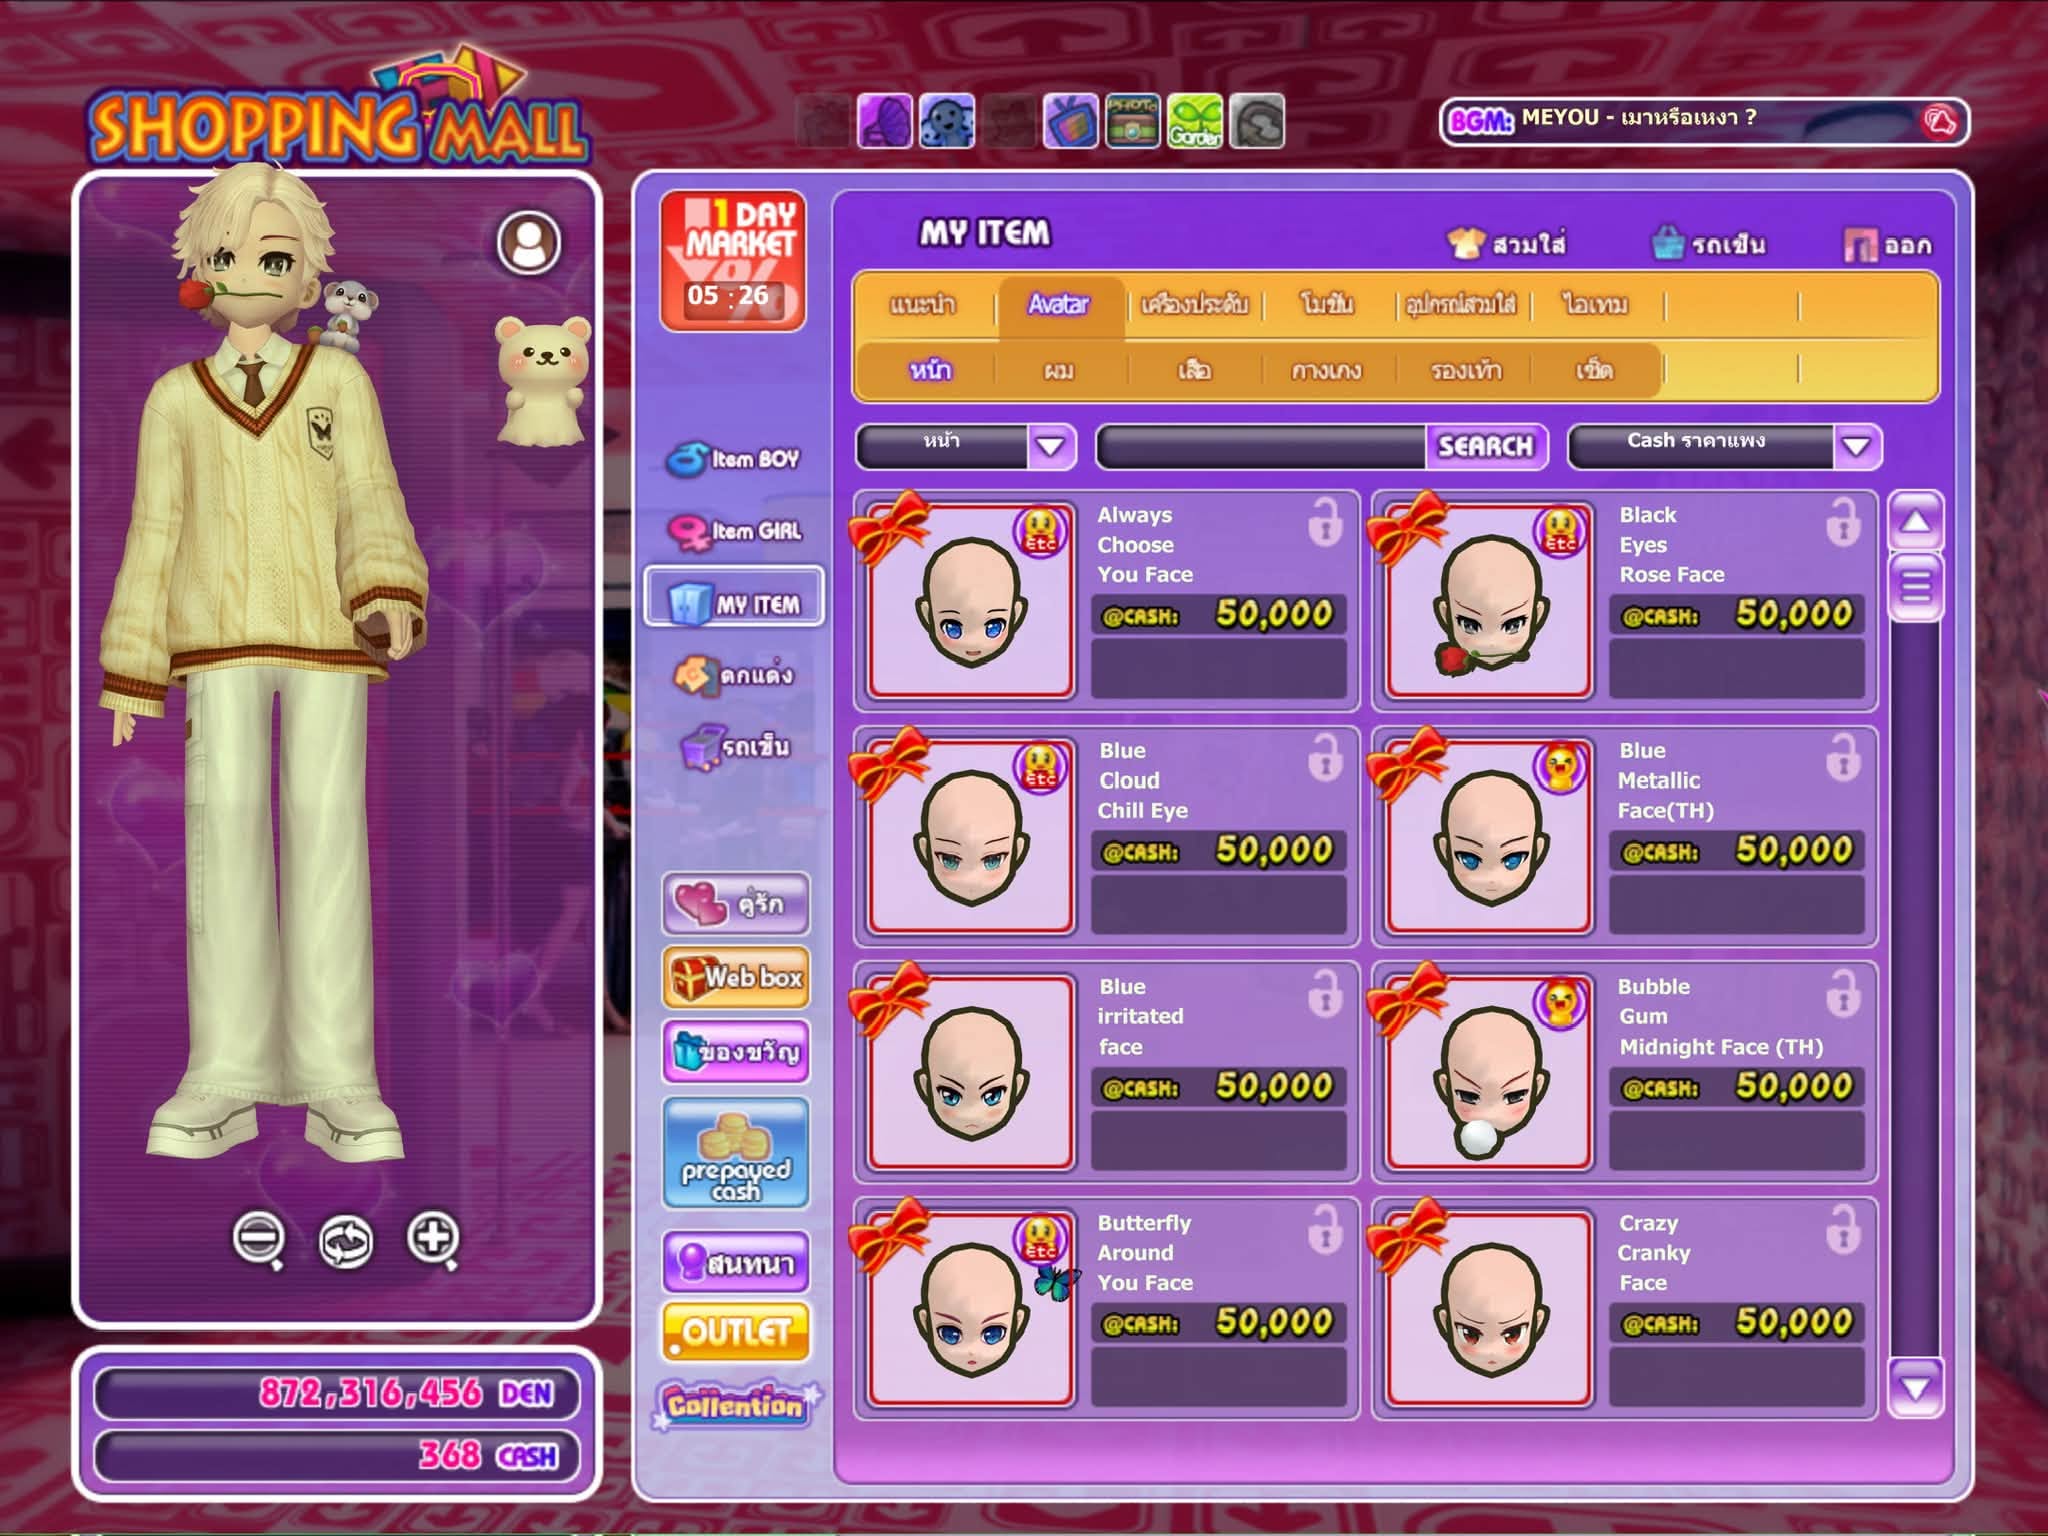 SHOPPING MALL
PHOTO
Garden
BGM: MEYOU - เมาหรือเหงา ?
1 DAY
MARKET
05 : 26
MY ITEM
สวมใส่
รถเข็น
ออก
แนะนำ
Avatar
เครื่องประดับ
โมชั่น
อุปกรณ์สวมใส่
ไอเทม
หน้า
ผม
เสื้อ
กางเกง
รองเท้า
เซ็ต
หน้า
SEARCH
Cash ราคาแพง
Item BOY
Item GIRL
MY ITEM
ตกแต่ง
รถเข็น
คู่รัก
Web box
ของขวัญ
prepayed
cash
สนทนา
OUTLET
Collention
Etc
Always
Choose
You Face
@CASH: 50,000
Etc
Black
Eyes
Rose Face
@CASH: 50,000
Etc
Blue
Cloud
Chill Eye
@CASH: 50,000
Blue
Metallic
Face(TH)
@CASH: 50,000
Blue
irritated
face
@CASH: 50,000
Bubble
Gum
Midnight Face (TH)
@CASH: 50,000
Etc
Butterfly
Around
You Face
@CASH: 50,000
Crazy
Cranky
Face
@CASH: 50,000
872,316,456 DEN
368 CASH